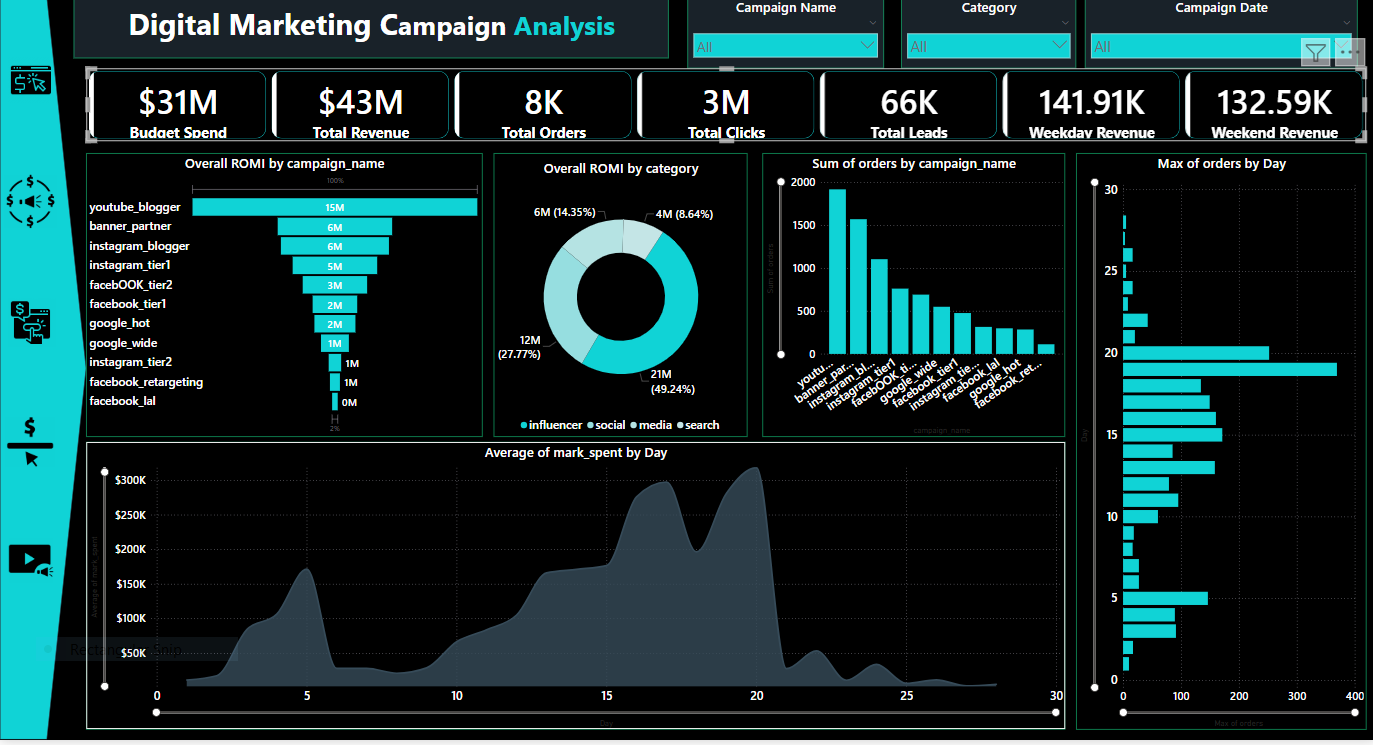 Digital Marketing Campaign Analysis
Campaign Name
All
Category
All
Campaign Date
All
$31M
Budget Spend
$43M
Total Revenue
8K
Total Orders
3M
Total Clicks
66K
Total Leads
141.91K
Weekday Revenue
132.59K
Weekend Revenue
Overall ROMI by campaign_name
100%
youtube_blogger 15M
banner_partner 6M
instagram_blogger 6M
instagram_tier1 5M
facebOOK_tier2 3M
facebook_tier1 2M
google_hot 2M
google_wide 1M
instagram_tier2 1M
facebook_retargeting 1M
facebook_lal 0M
2%
Overall ROMI by category
6M (14.35%)
4M (8.64%)
12M
(27.77%)
21M
(49.24%)
influencer social media search
Sum of orders by campaign_name
Sum of orders
2000
1500
1000
500
0
youtu...
banner_par...
instagram_bl...
instagram_tier1
facebOOK_ti...
google_wide
facebook_tier1
instagram_tie...
facebook_lal
google_hot
facebook_ret...
campaign_name
Max of orders by Day
Day
30
25
20
15
10
5
0
0 100 200 300 400
Max of orders
Average of mark_spent by Day
Average of mark_spent
$300K
$250K
$200K
$150K
$100K
$50K
0 5 10 15 20 25 30
Day